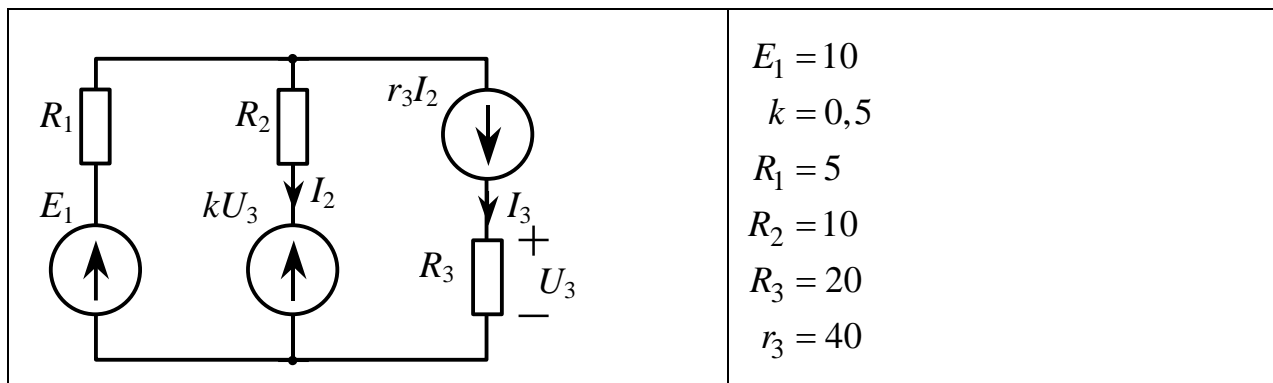 R₁
E₁
R₂
kU₃
I₂
r₃I₂
I₃
R₃
+
U₃
–
E₁ = 10
k = 0,5
R₁ = 5
R₂ = 10
R₃ = 20
r₃ = 40